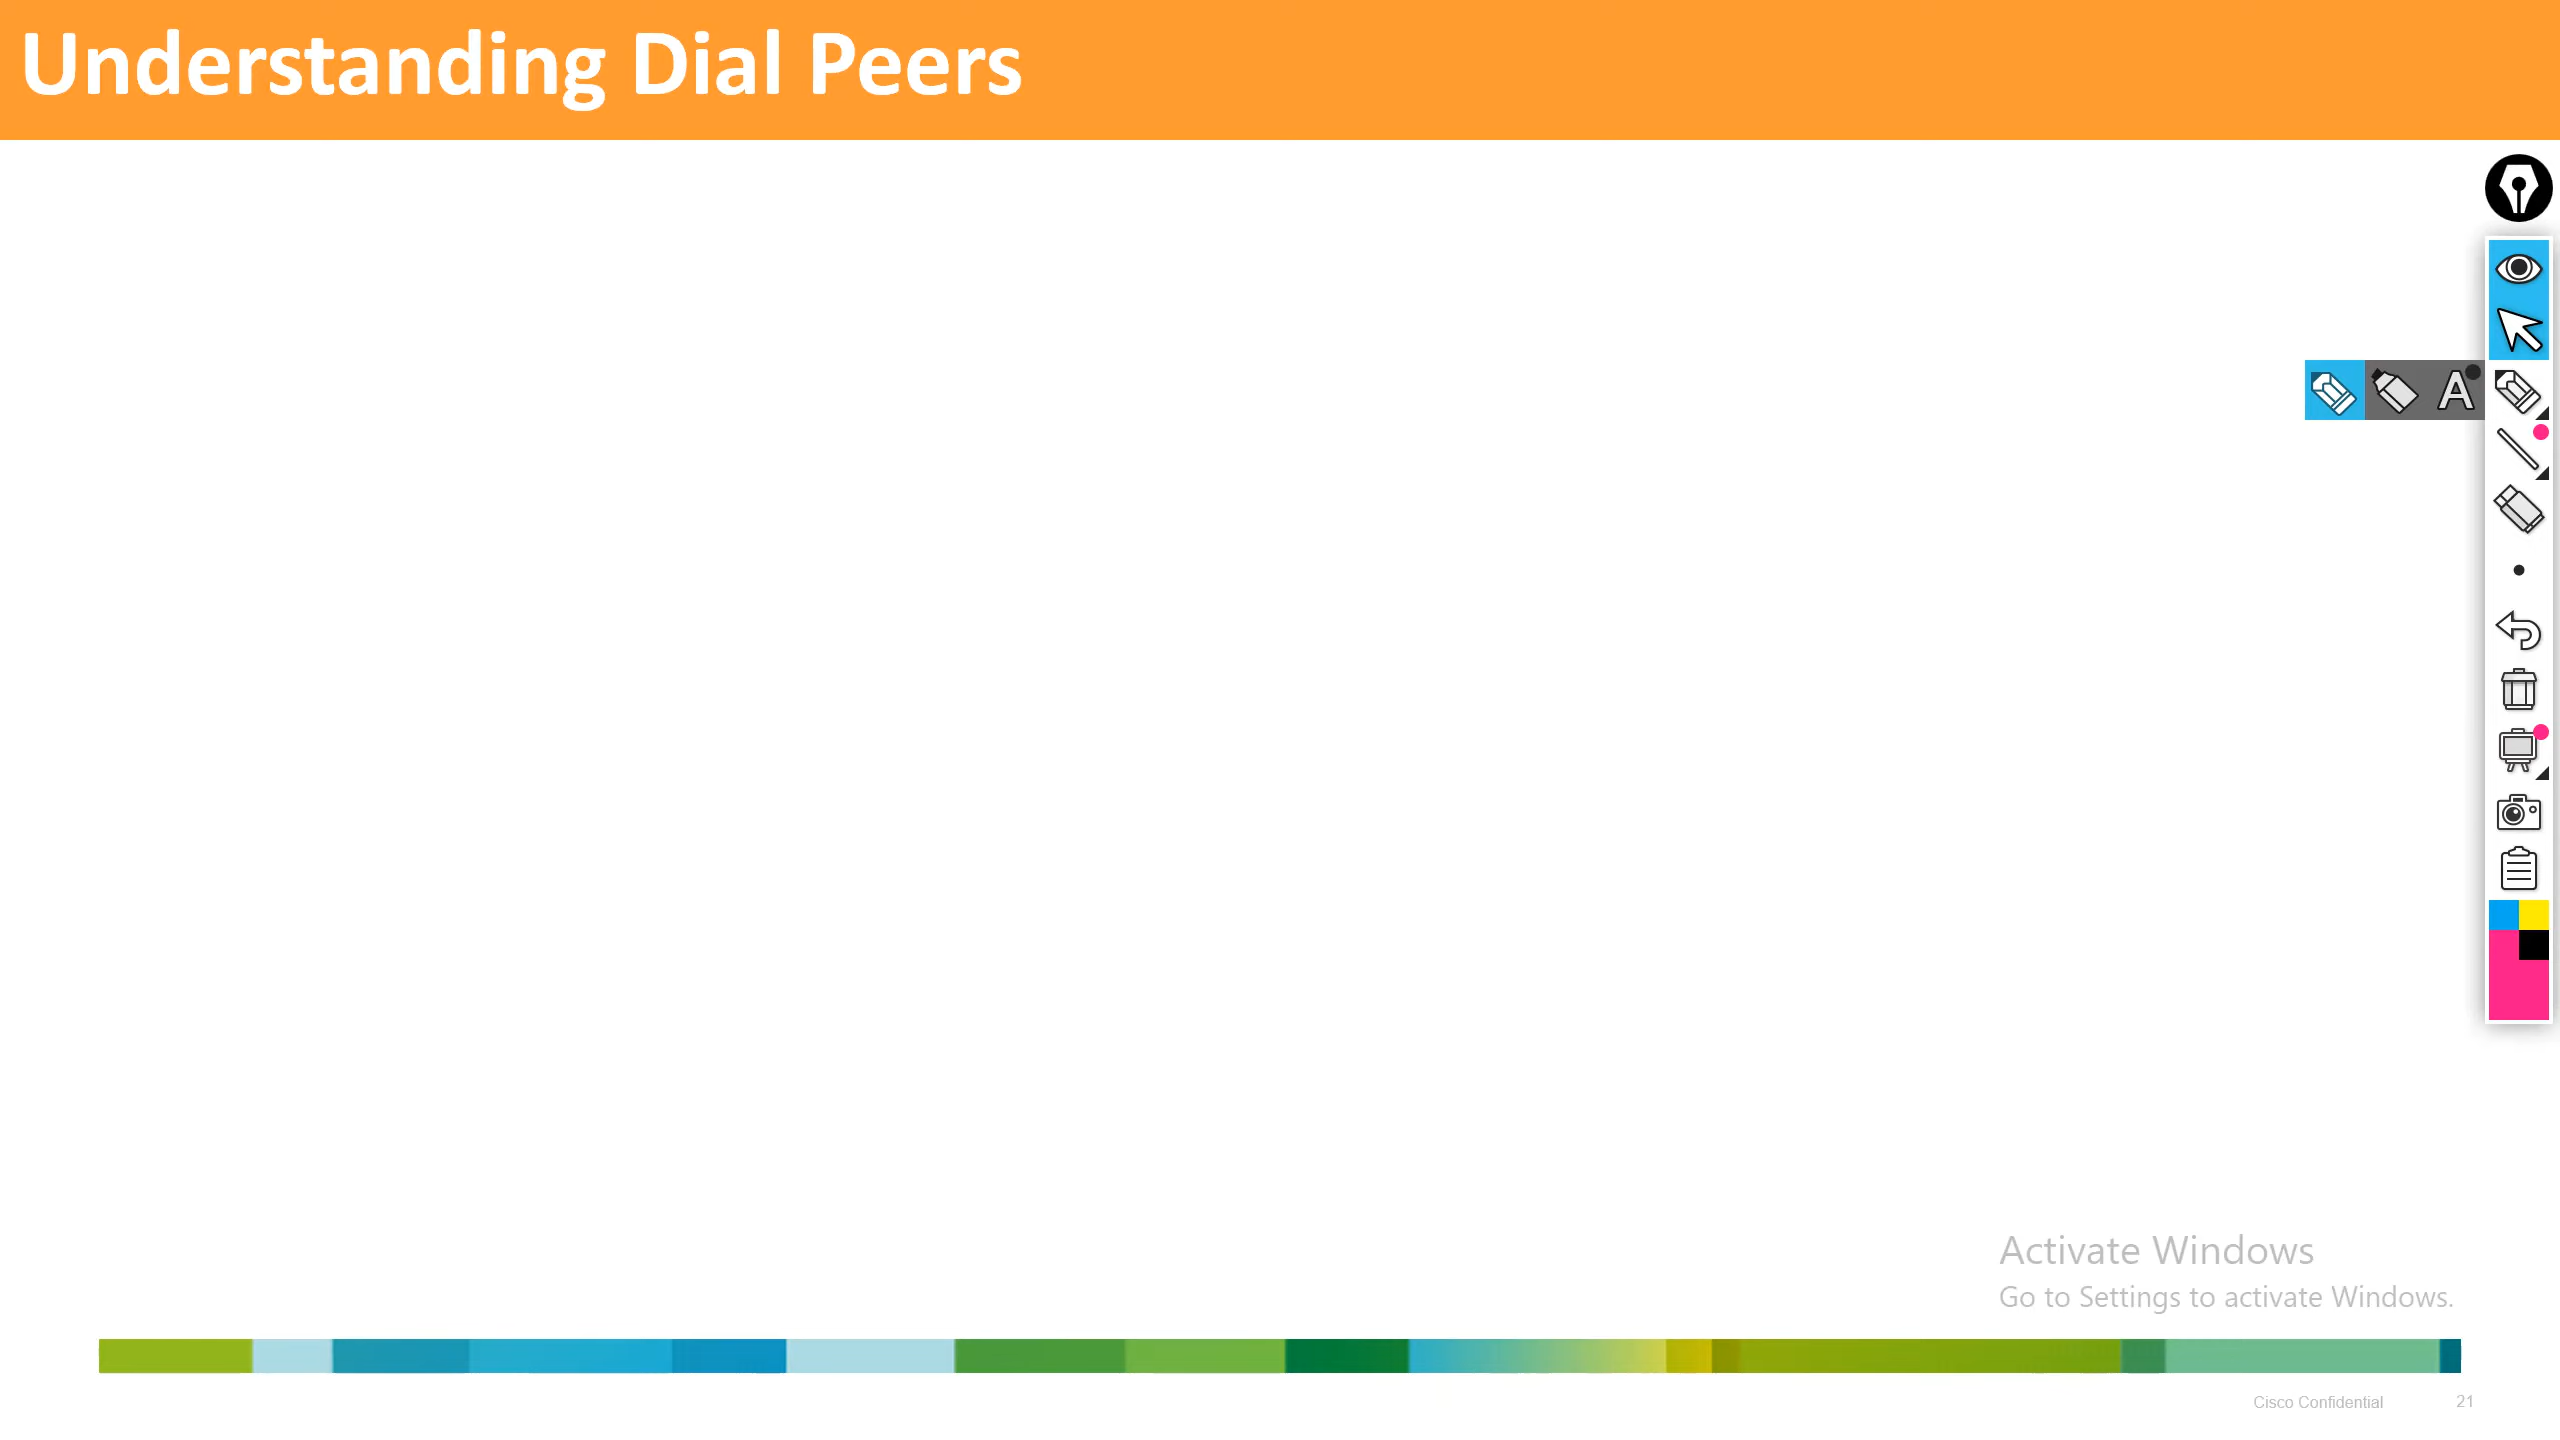 Understanding Dial Peers
A
Activate Windows
Go to Settings to activate Windows.
Cisco Confidential
21